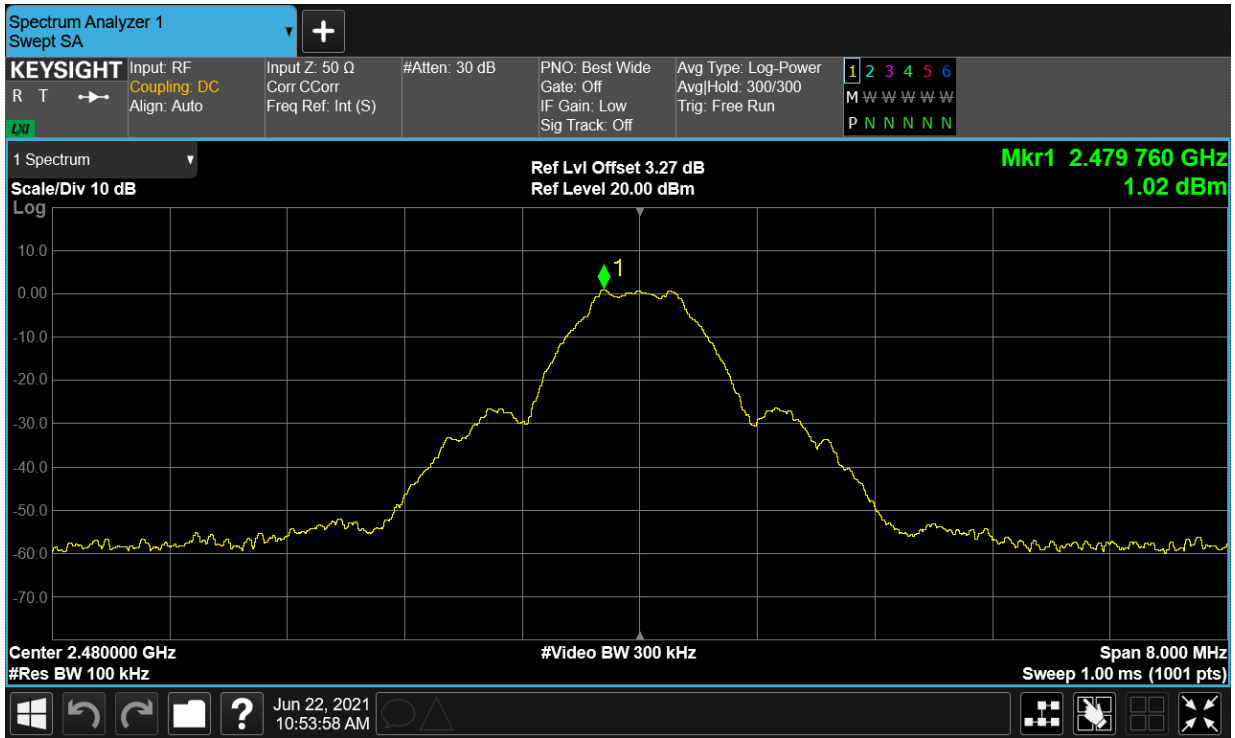 Spectrum Analyzer 1
Swept SA
KEYSIGHT
R T
LXI
Input: RF
Coupling: DC
Align: Auto
Input Z: 50 Ω
Corr CCorr
Freq Ref: Int (S)
#Atten: 30 dB
PNO: Best Wide
Gate: Off
IF Gain: Low
Sig Track: Off
Avg Type: Log-Power
Avg|Hold: 300/300
Trig: Free Run
1 2 3 4 5 6
M W W W W W
P N N N N N
1 Spectrum
Scale/Div 10 dB
Log
Ref Lvl Offset 3.27 dB
Ref Level 20.00 dBm
Mkr1 2.479 760 GHz
1.02 dBm
1
10.0
0.00
-10.0
-20.0
-30.0
-40.0
-50.0
-60.0
-70.0
Center 2.480000 GHz
#Res BW 100 kHz
#Video BW 300 kHz
Span 8.000 MHz
Sweep 1.00 ms (1001 pts)
?
Jun 22, 2021
10:53:58 AM